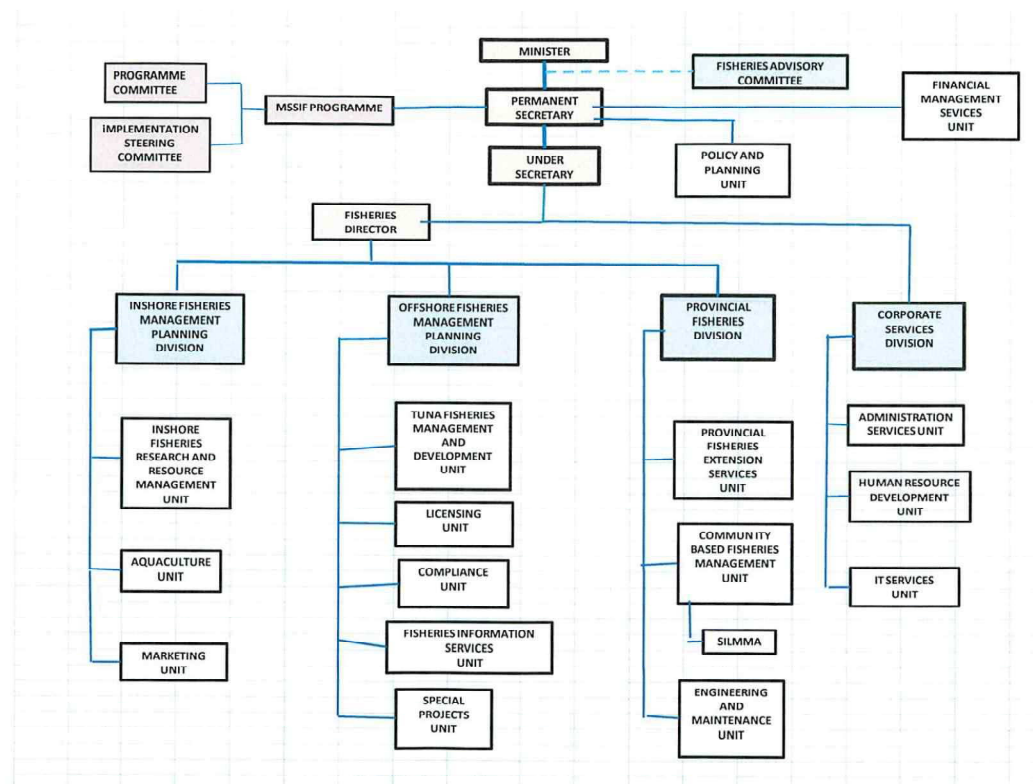 MINISTER
FISHERIES ADVISORY
COMMITTEE
PROGRAMME
COMMITTEE
MSSIF PROGRAMME
IMPLEMENTATION
STEERING
COMMITTEE
PERMANENT
SECRETARY
FINANCIAL
MANAGEMENT
SEVICES
UNIT
UNDER
SECRETARY
POLICY AND
PLANNING
UNIT
FISHERIES
DIRECTOR
INSHORE FISHERIES
MANAGEMENT
PLANNING
DIVISION
OFFSHORE FISHERIES
MANAGEMENT
PLANNING
DIVISION
PROVINCIAL
FISHERIES
DIVISION
CORPORATE
SERVICES
DIVISION
INSHORE
FISHERIES
RESEARCH AND
RESOURCE
MANAGEMENT
UNIT
AQUACULTURE
UNIT
MARKETING
UNIT
TUNA FISHERIES
MANAGEMENT
AND
DEVELOPMENT
UNIT
LICENSING
UNIT
COMPLIANCE
UNIT
FISHERIES INFORMATION
SERVICES
UNIT
SPECIAL
PROJECTS
UNIT
PROVINCIAL
FISHERIES
EXTENSION
SERVICES
UNIT
COMMUNITY
BASED FISHERIES
MANAGEMENT
UNIT
SILMMA
ENGINEERING
AND
MAINTENANCE
UNIT
ADMINISTRATION
SERVICES UNIT
HUMAN RESOURCE
DEVELOPMENT
UNIT
IT SERVICES
UNIT